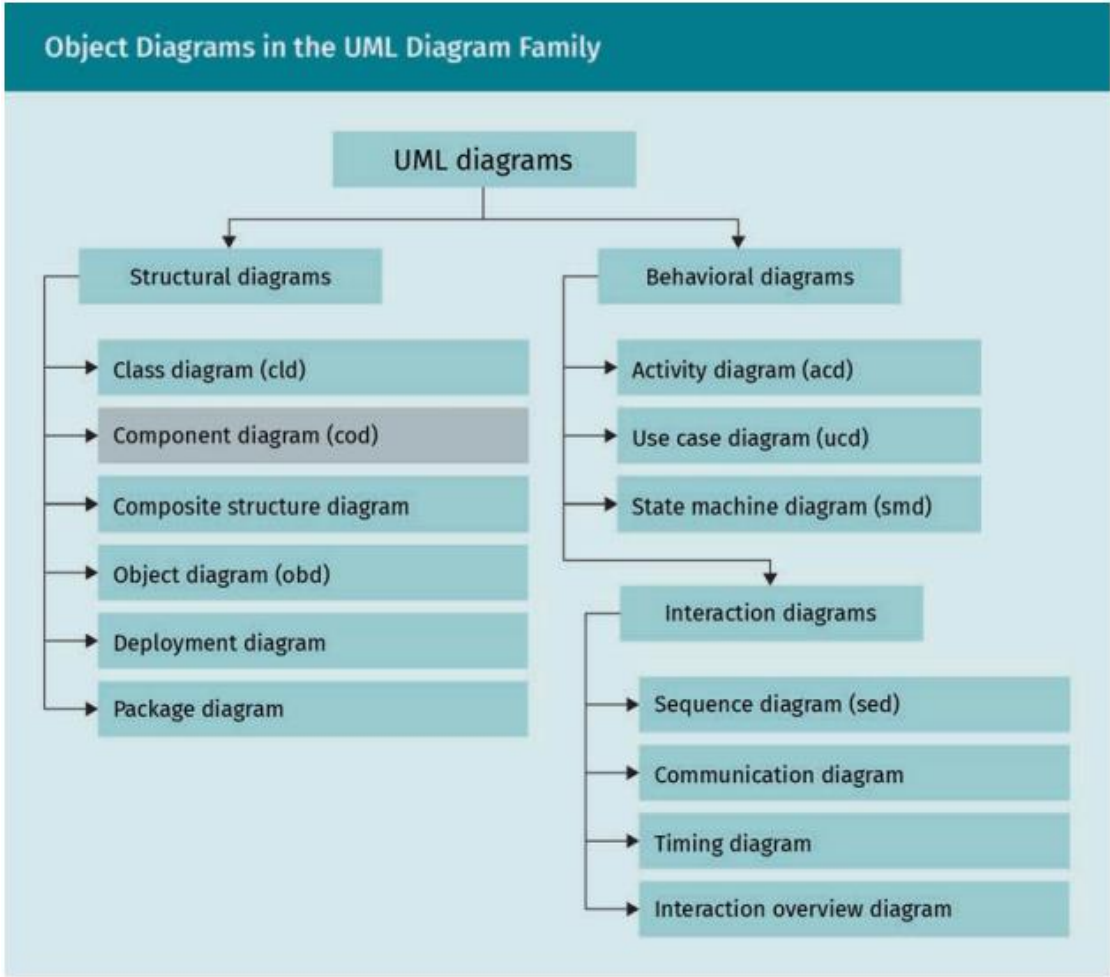 Object Diagrams in the UML Diagram Family
UML diagrams
Structural diagrams
Class diagram (cld)
Component diagram (cod)
Composite structure diagram
Object diagram (obd)
Deployment diagram
Package diagram
Behavioral diagrams
Activity diagram (acd)
Use case diagram (ucd)
State machine diagram (smd)
Interaction diagrams
Sequence diagram (sed)
Communication diagram
Timing diagram
Interaction overview diagram